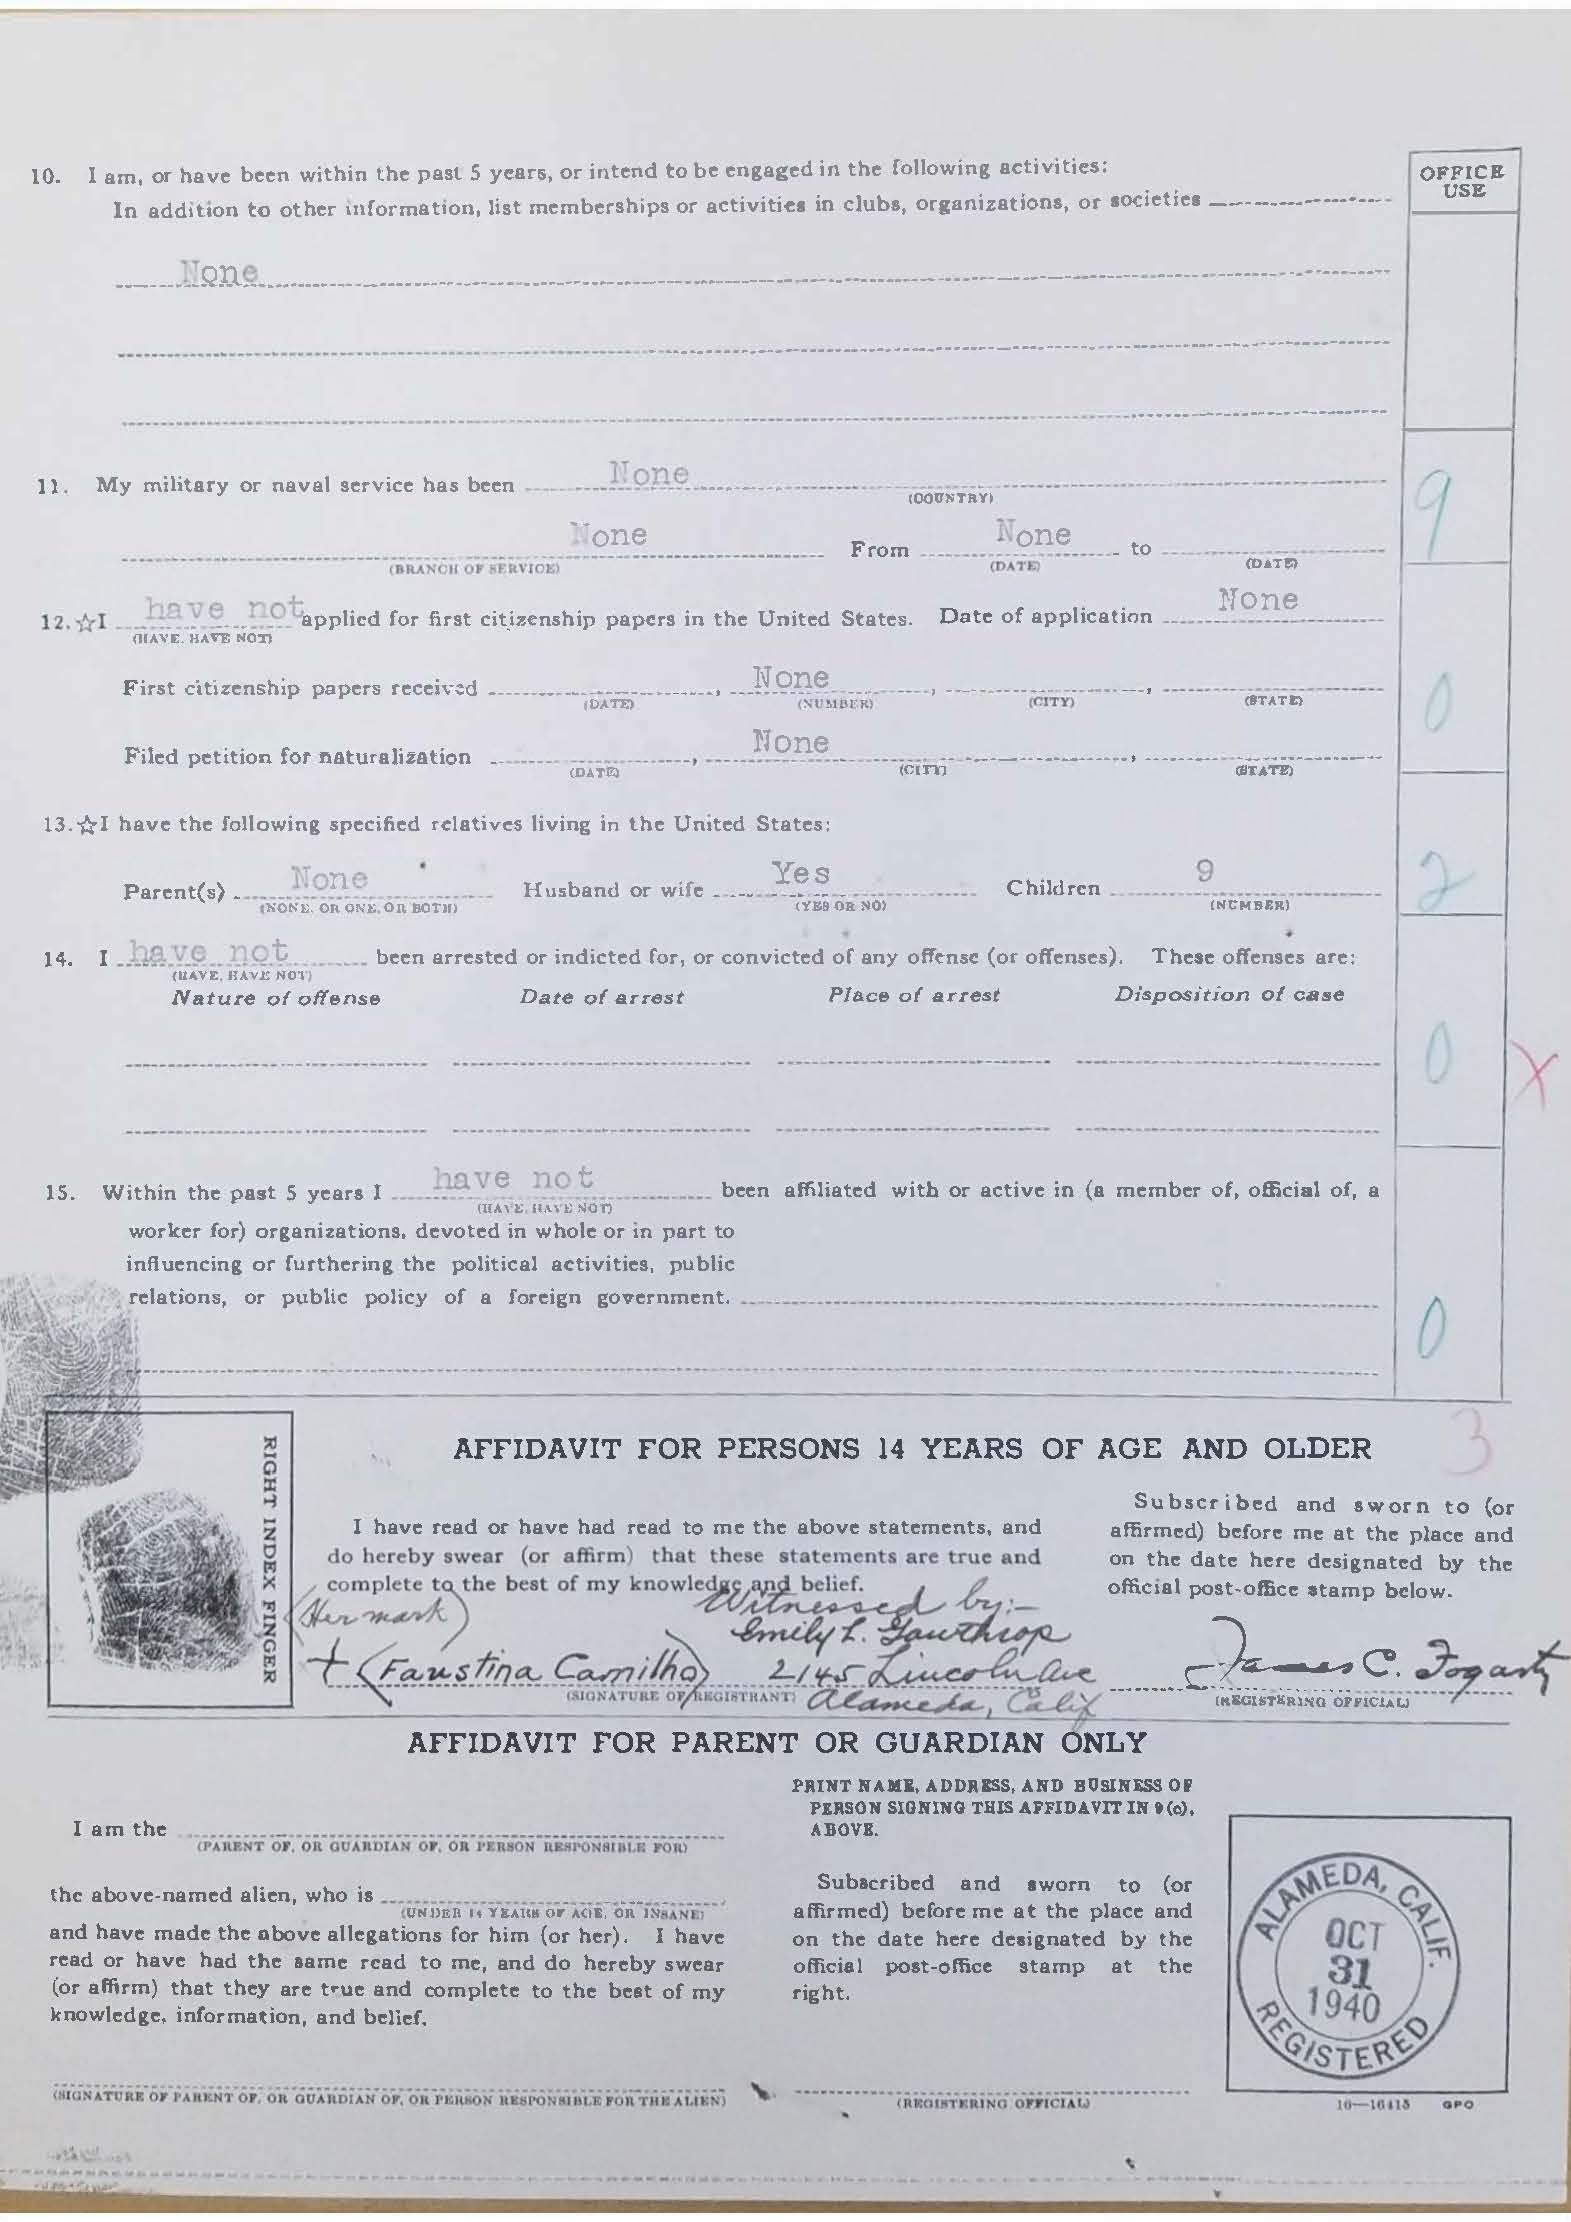 10. I am, or have been within the past 5 years, or intend to be engaged in the following activities:
In addition to other information, list memberships or activities in clubs, organizations, or societies
None
OFFICE
USE
11. My military or naval service has been None
(COUNTRY)
9
None From None to
(BRANCH OF SERVICE) (DATE) (DATE)
12. ☆I have not applied for first citizenship papers in the United States. Date of application None
(HAVE, HAVE NOT)
First citizenship papers received , None , ,
(DATE) (NUMBER) (CITY) (STATE)
0
Filed petition for naturalization , None ,
(DATE) (CITY) (STATE)
13. ☆I have the following specified relatives living in the United States:
Parent(s) None Husband or wife Yes Children 9
(NONE, OR ONE, OR BOTH) (YES OR NO) (NUMBER)
2
14. I have not been arrested or indicted for, or convicted of any offense (or offenses). These offenses are:
(HAVE, HAVE NOT)
Nature of offense Date of arrest Place of arrest Disposition of case
0 X
15. Within the past 5 years I have not been affiliated with or active in (a member of, official of, a
(HAVE, HAVE NOT)
worker for) organizations, devoted in whole or in part to
influencing or furthering the political activities, public
relations, or public policy of a foreign government.
0
RIGHT INDEX FINGER
AFFIDAVIT FOR PERSONS 14 YEARS OF AGE AND OLDER
3
I have read or have had read to me the above statements, and
do hereby swear (or affirm) that these statements are true and
complete to the best of my knowledge and belief.
Subscribed and sworn to (or
affirmed) before me at the place and
on the date here designated by the
official post-office stamp below.
(Her mark)
+ (Faustina Camilho)
(SIGNATURE OF REGISTRANT)
Witnessed by:-
Emily L. Gawthrop
2145 Lincoln Ave
Alameda, Calif
James C. Fogarty
(REGISTERING OFFICIAL)
AFFIDAVIT FOR PARENT OR GUARDIAN ONLY
I am the
(PARENT OF, OR GUARDIAN OF, OR PERSON RESPONSIBLE FOR)
the above-named alien, who is ,
(UNDER 14 YEARS OF AGE, OR INSANE)
and have made the above allegations for him (or her). I have
read or have had the same read to me, and do hereby swear
(or affirm) that they are true and complete to the best of my
knowledge, information, and belief.
(SIGNATURE OF PARENT OF, OR GUARDIAN OF, OR PERSON RESPONSIBLE FOR THE ALIEN)
PRINT NAME, ADDRESS, AND BUSINESS OF
PERSON SIGNING THIS AFFIDAVIT IN 9 (c),
ABOVE.
Subscribed and sworn to (or
affirmed) before me at the place and
on the date here designated by the
official post-office stamp at the
right.
(REGISTERING OFFICIAL)
ALAMEDA, CALIF.
OCT
31
1940
REGISTERED
16—16415 GPO